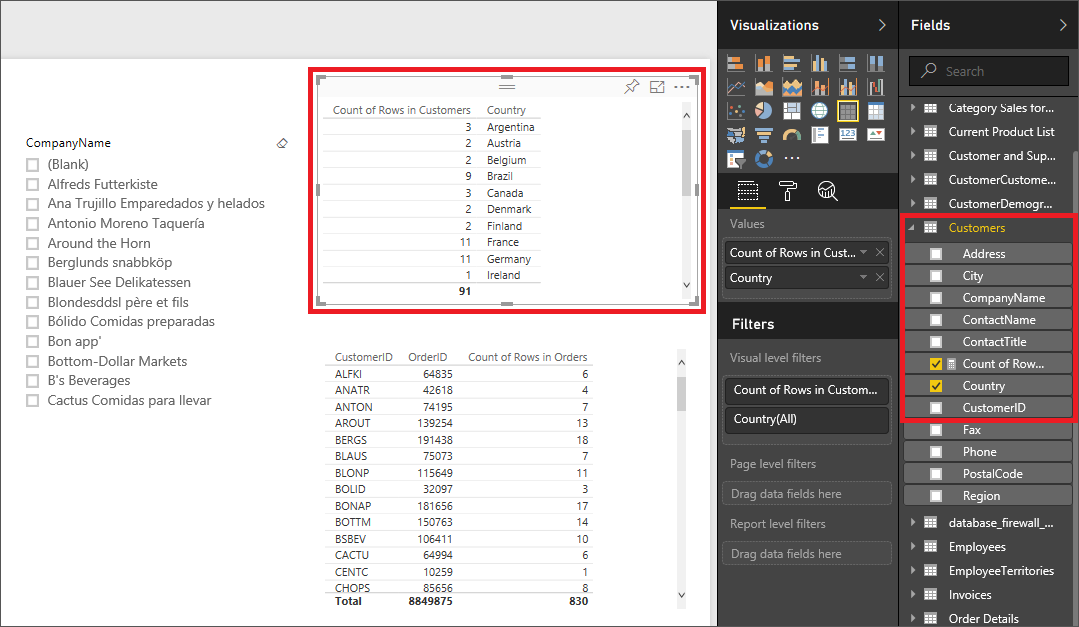 CompanyName
(Blank)
Alfreds Futterkiste
Ana Trujillo Emparedados y helados
Antonio Moreno Taquería
Around the Horn
Berglunds snabbköp
Blauer See Delikatessen
Blondesddsl père et fils
Bólido Comidas preparadas
Bon app'
Bottom-Dollar Markets
B's Beverages
Cactus Comidas para llevar
Count of Rows in Customers Country
3 Argentina
2 Austria
2 Belgium
9 Brazil
3 Canada
2 Denmark
2 Finland
11 France
11 Germany
1 Ireland
91
CustomerID OrderID Count of Rows in Orders
ALFKI 64835 6
ANATR 42618 4
ANTON 74195 7
AROUT 139254 13
BERGS 191438 18
BLAUS 75073 7
BLONP 115649 11
BOLID 32097 3
BONAP 181656 17
BOTTM 150763 14
BSBEV 106411 10
CACTU 64994 6
CENTC 10259 1
CHOPS 85656 8
Total 8849875 830
Visualizations
123
Values
Count of Rows in Cust...
Country
Filters
Visual level filters
Count of Rows in Custom...
Country(All)
Page level filters
Drag data fields here
Report level filters
Drag data fields here
Fields
Search
Category Sales for...
Current Product List
Customer and Sup...
CustomerCustome...
CustomerDemogr...
Customers
Address
City
CompanyName
ContactName
ContactTitle
Count of Row...
Country
CustomerID
Fax
Phone
PostalCode
Region
database_firewall_...
Employees
EmployeeTerritories
Invoices
Order Details